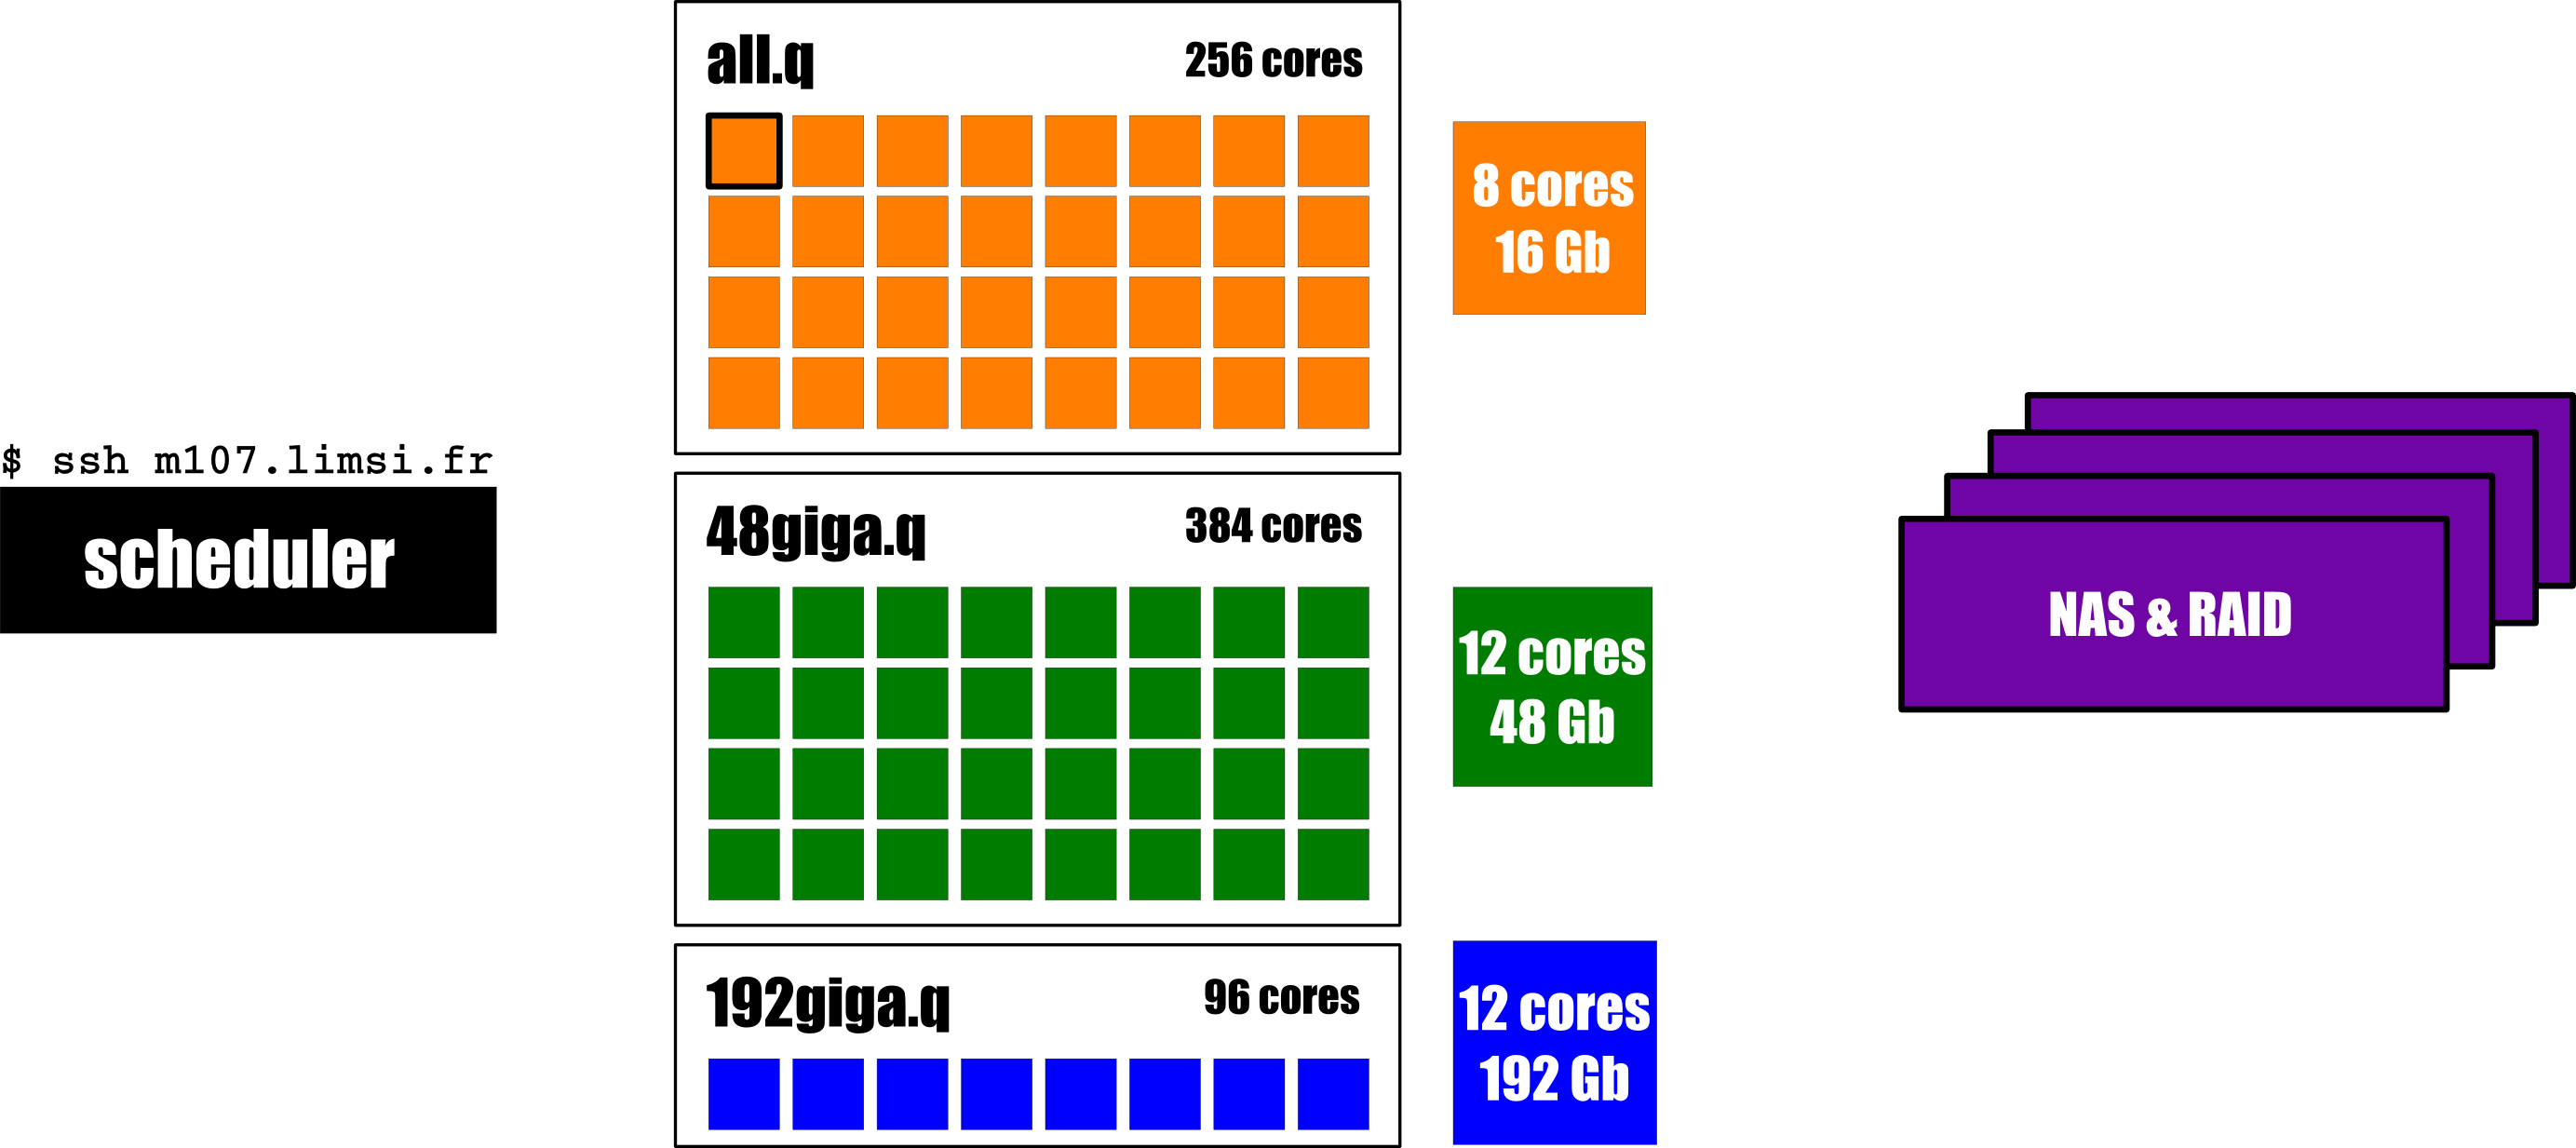 $ ssh m107.limsi.fr
scheduler
all.q
256 cores
8 cores
16 Gb
48giga.q
384 cores
12 cores
48 Gb
192giga.q
96 cores
12 cores
192 Gb
NAS & RAID